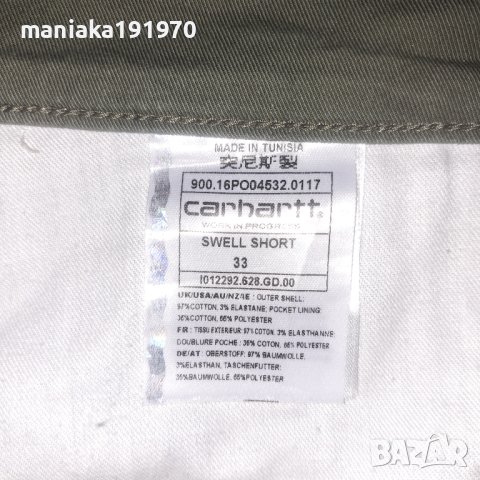 maniaka191970
MADE IN TUNISIA
突尼斯製
900.16PO04532.0117
carhartt
WORK IN PROGRESS
SWELL SHORT
33
I012292.628.GD.00
UK/USA/AU/NZ/IE : OUTER SHELL:
97%COTTON, 3% ELASTANE; POCKET LINING
:35%COTTON, 65% POLYESTER
FR : TISSU EXTERIEUR 97% COTON, 3% ELASTHANNE
DOUBLURE POCHE : 35% COTON, 65% POLYESTER
DE/AT : OBERSTOFF: 97% BAUMWOLLE,
3%ELASTHAN, TASCHENFUTTER:
35%BAUMWOLLE, 65%POLYESTER
BAZAR